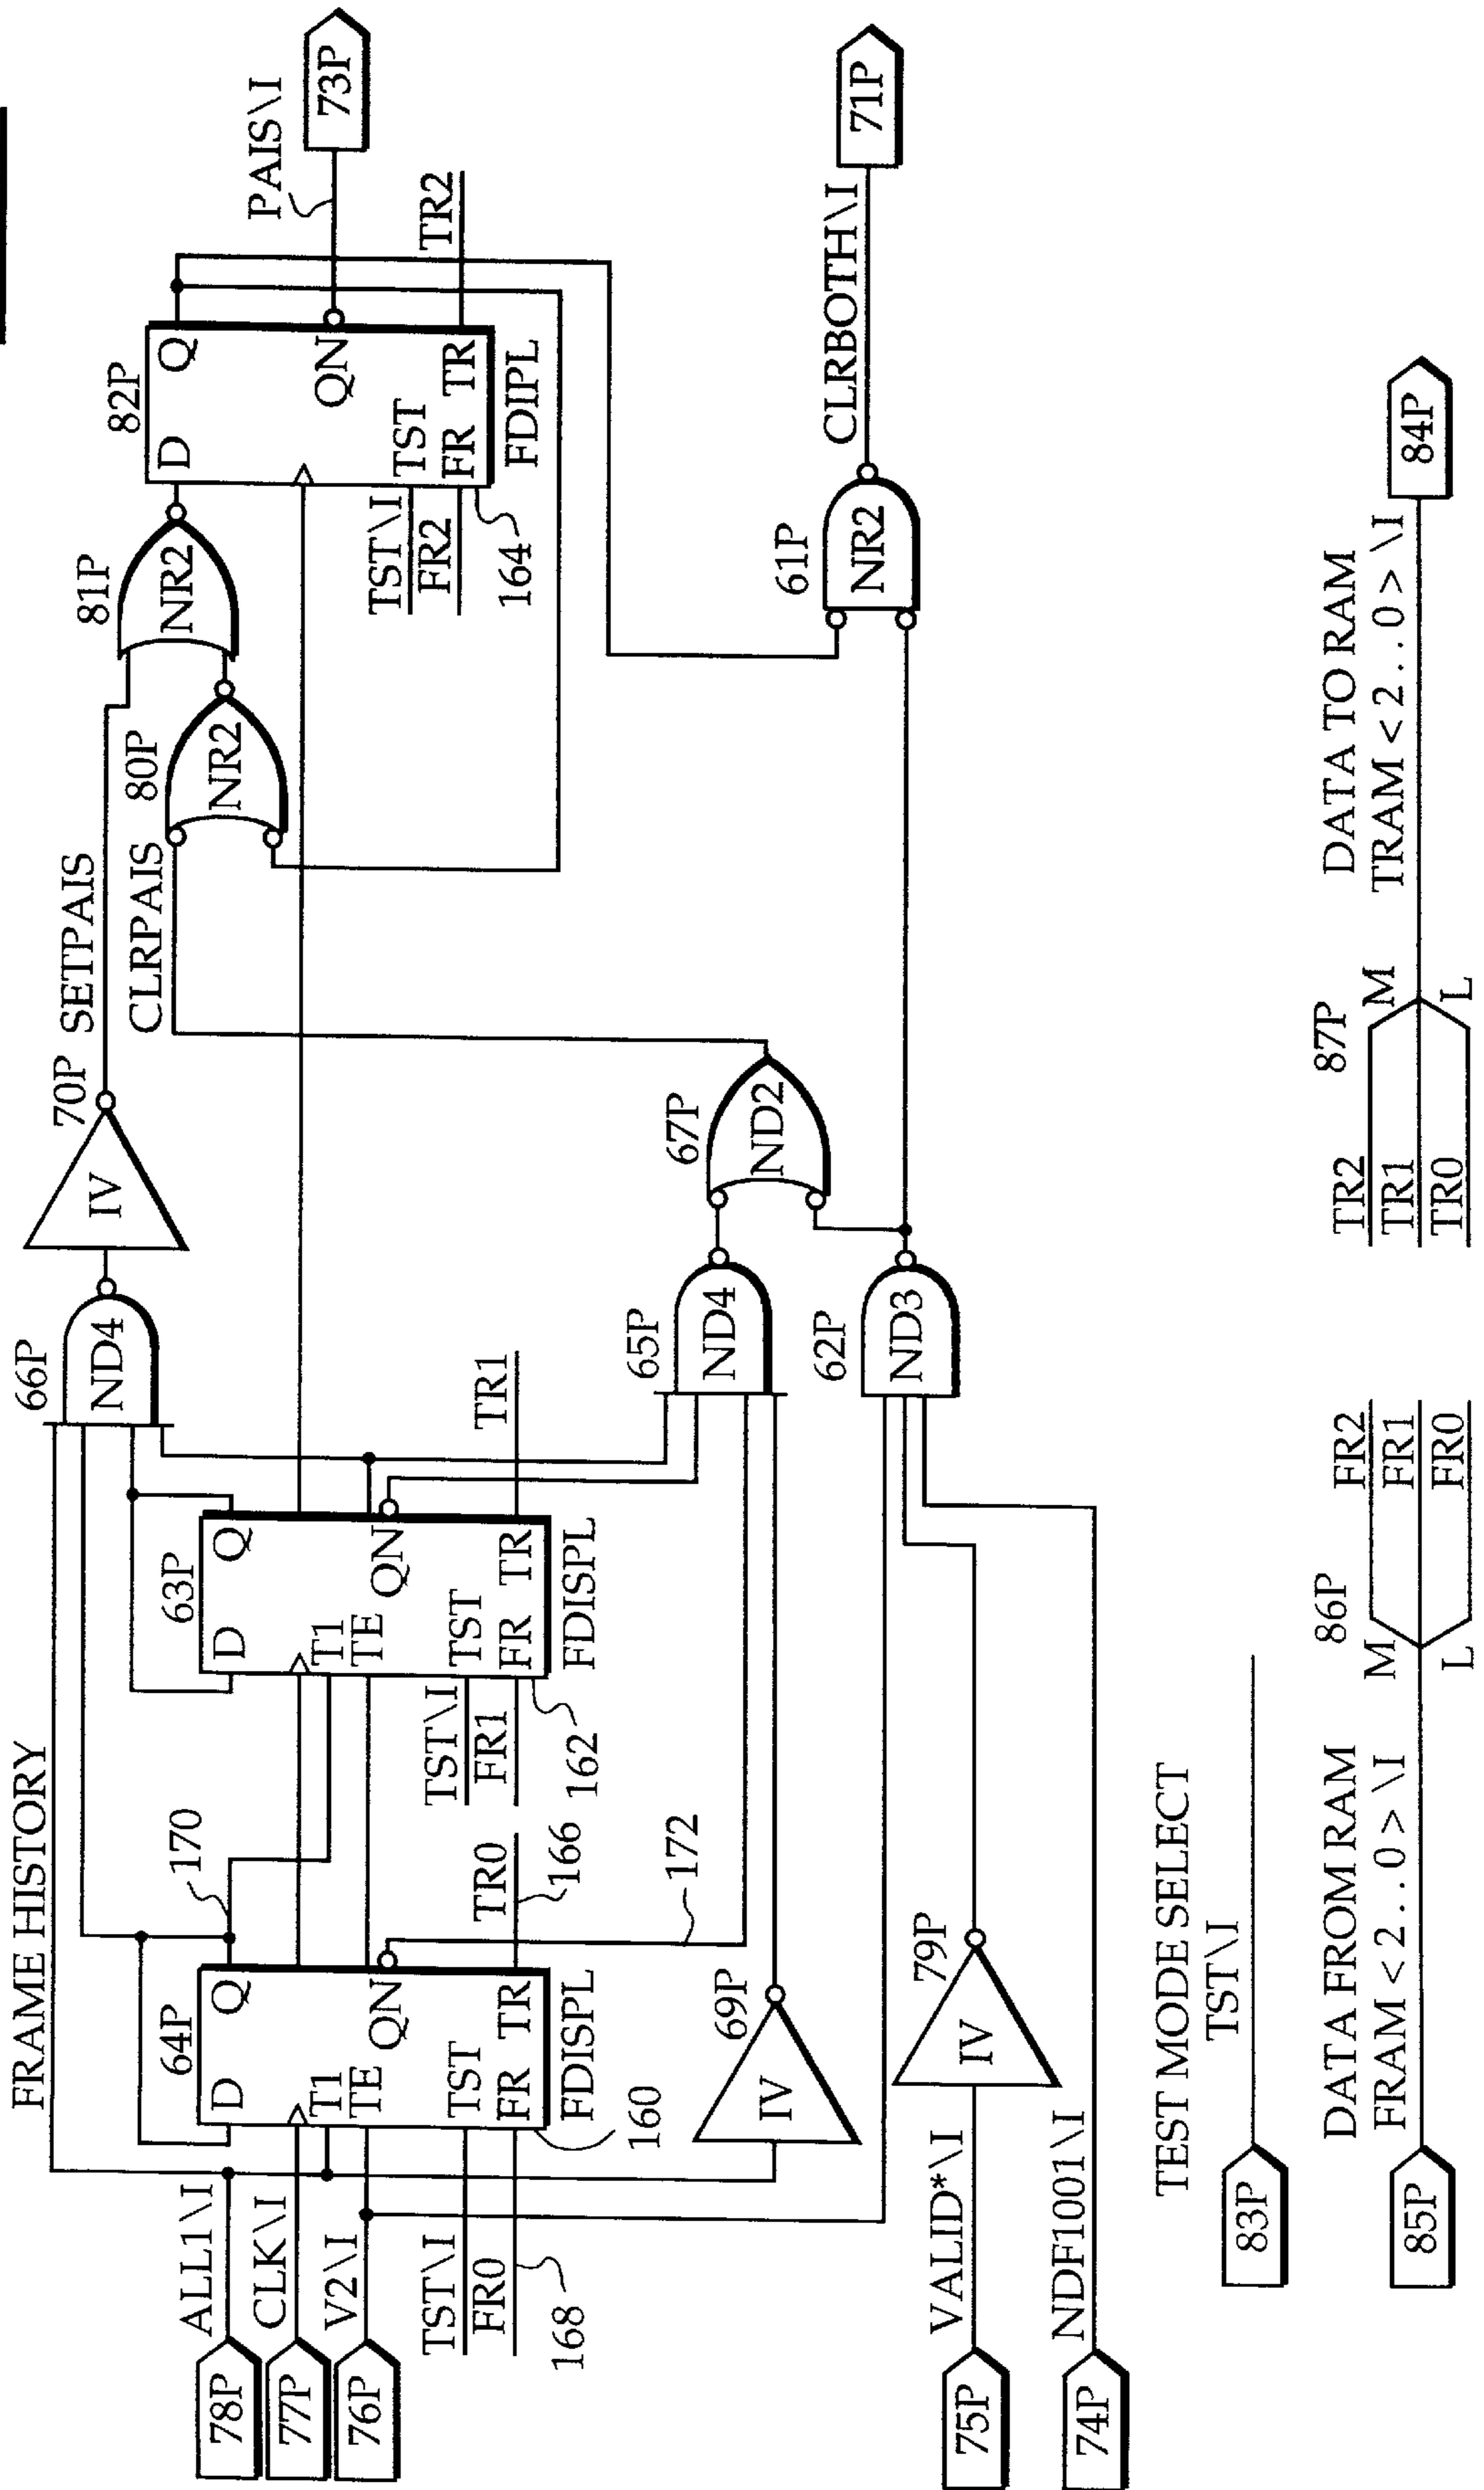 FRAME HISTORY
78P
ALL1\I
77P
CLK\I
76P
V2\I
TST\I
FR0
168
64P
D
Q
T1
TE
QN
TST
FR
TR
FDISPL
160
170
TR0
166
172
69P
IV
63P
D
Q
T1
TE
QN
TST
FR
TR
FDISPL
TST\I
FR1
162
TR1
66P
ND4
70P
IV
SETPAIS
CLRPAIS
65P
ND4
62P
ND3
67P
ND2
80P
NR2
81P
NR2
82P
D
Q
QN
TST
FR
TR
FDIPL
TST\I
FR2
164
TR2
PAIS\I
73P
61P
NR2
CLRBOTH\I
71P
75P
VALID*\I
79P
IV
74P
NDF1001\I
TEST MODE SELECT
83P
TST\I
DATA FROM RAM
85P
FRAM < 2 . . . 0 > \I
86P
M
L
FR2
FR1
FR0
TR2
TR1
TR0
87P
M
L
DATA TO RAM
TRAM < 2 . . . 0 > \I
84P